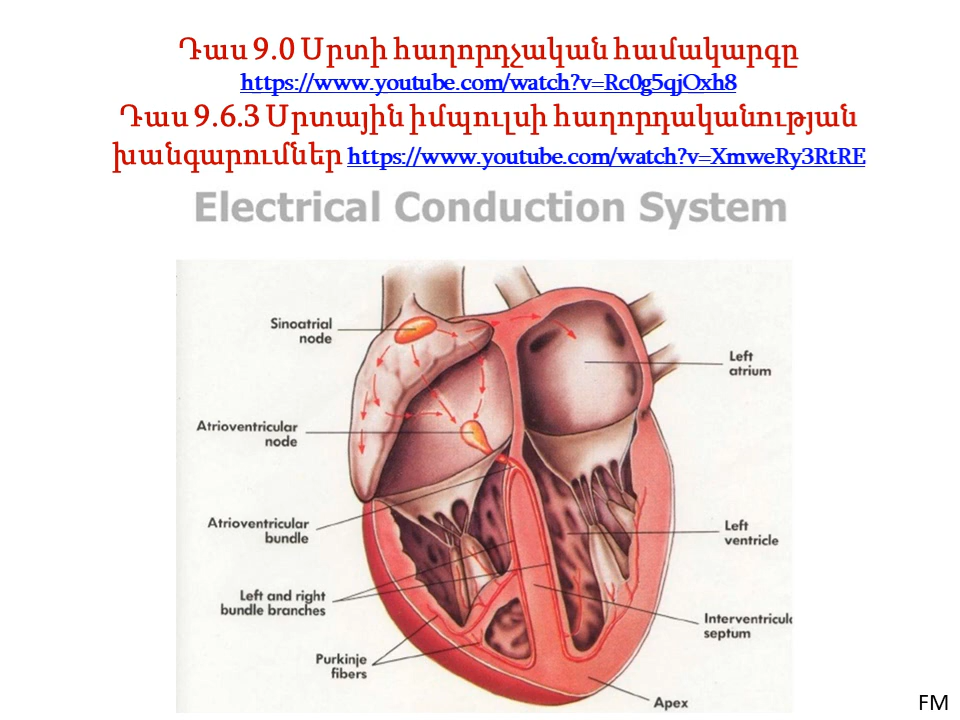 Դաս 9.0 Սրտի հաղորդչական համակարգը
https://www.youtube.com/watch?v=Rc0g5qjOxh8
Դաս 9.6.3 Սրտային իմպուլսի հաղորդականության
խանգարումներ https://www.youtube.com/watch?v=XmweRy3RtRE
Electrical Conduction System
Sinoatrial
node
Left
atrium
Atrioventricular
node
Atrioventricular
bundle
Left
ventricle
Left and right
bundle branches
Interventricul
septum
Purkinje
fibers
Apex
FM